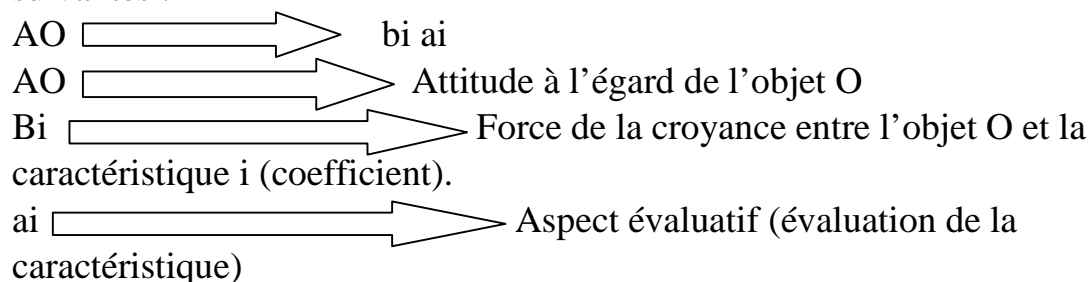 AO bi ai
AO Attitude à l’égard de l’objet O
Bi Force de la croyance entre l’objet O et la
caractéristique i (coefficient).
ai Aspect évaluatif (évaluation de la
caractéristique)